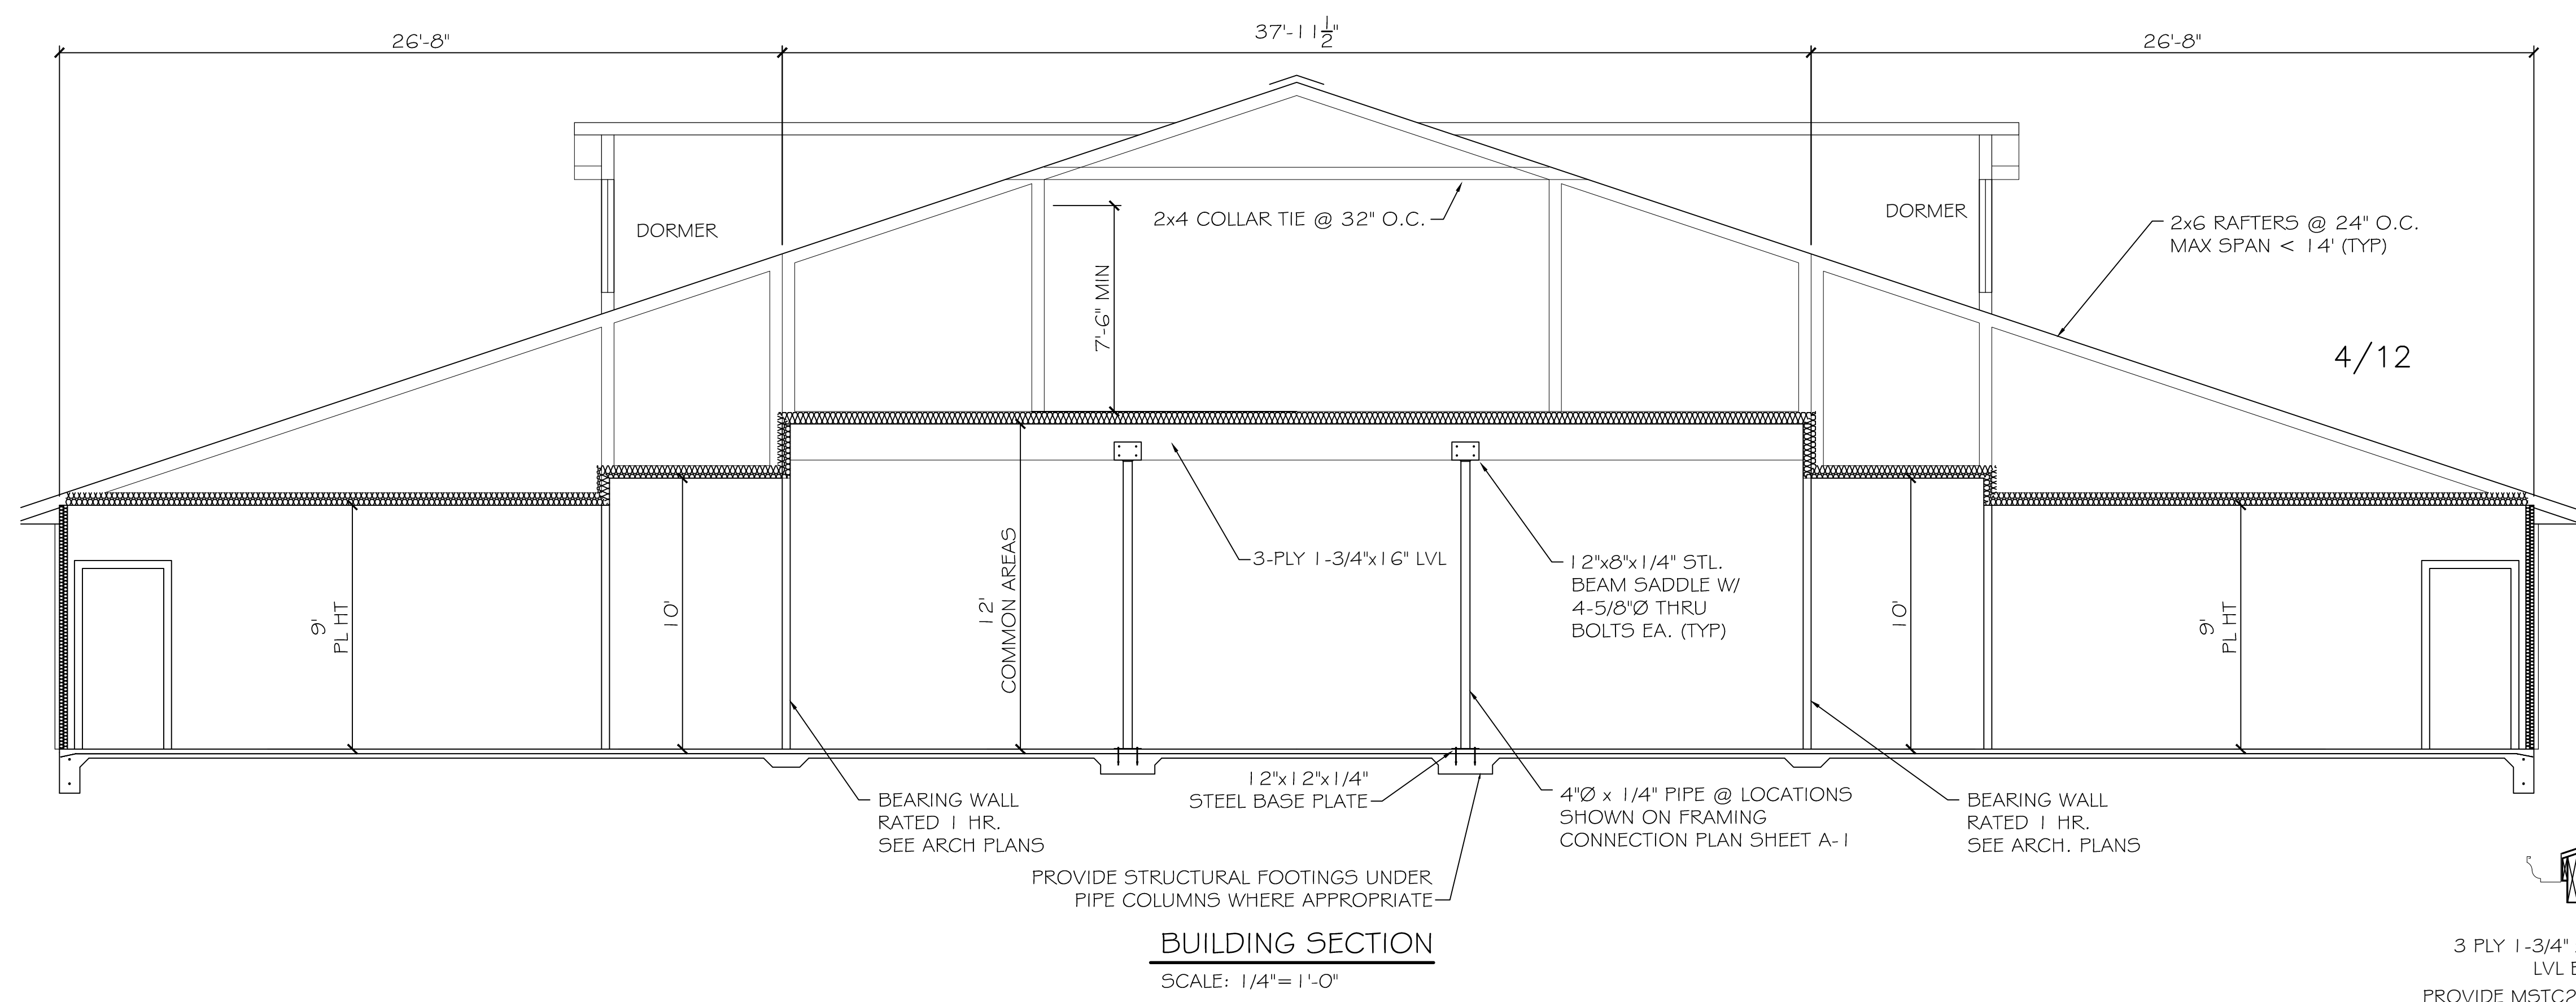 26'-8"
37'-11 1/2"
26'-8"
DORMER
2x4 COLLAR TIE @ 32" O.C.
7'-6" MIN
DORMER
2x6 RAFTERS @ 24" O.C.
MAX SPAN < 14' (TYP)
4/12
9'
PL HT
10'
12'
COMMON AREAS
3-PLY 1-3/4"x16" LVL
12"x8"x1/4" STL.
BEAM SADDLE W/
4-5/8"Ø THRU
BOLTS EA. (TYP)
10'
9'
PL HT
BEARING WALL
RATED 1 HR.
SEE ARCH PLANS
12"x12"x1/4"
STEEL BASE PLATE
4"Ø x 1/4" PIPE @ LOCATIONS
SHOWN ON FRAMING
CONNECTION PLAN SHEET A-1
BEARING WALL
RATED 1 HR.
SEE ARCH. PLANS
PROVIDE STRUCTURAL FOOTINGS UNDER
PIPE COLUMNS WHERE APPROPRIATE
BUILDING SECTION
SCALE: 1/4"=1'-0"
3 PLY 1-3/4"
LVL
PROVIDE MSTC2